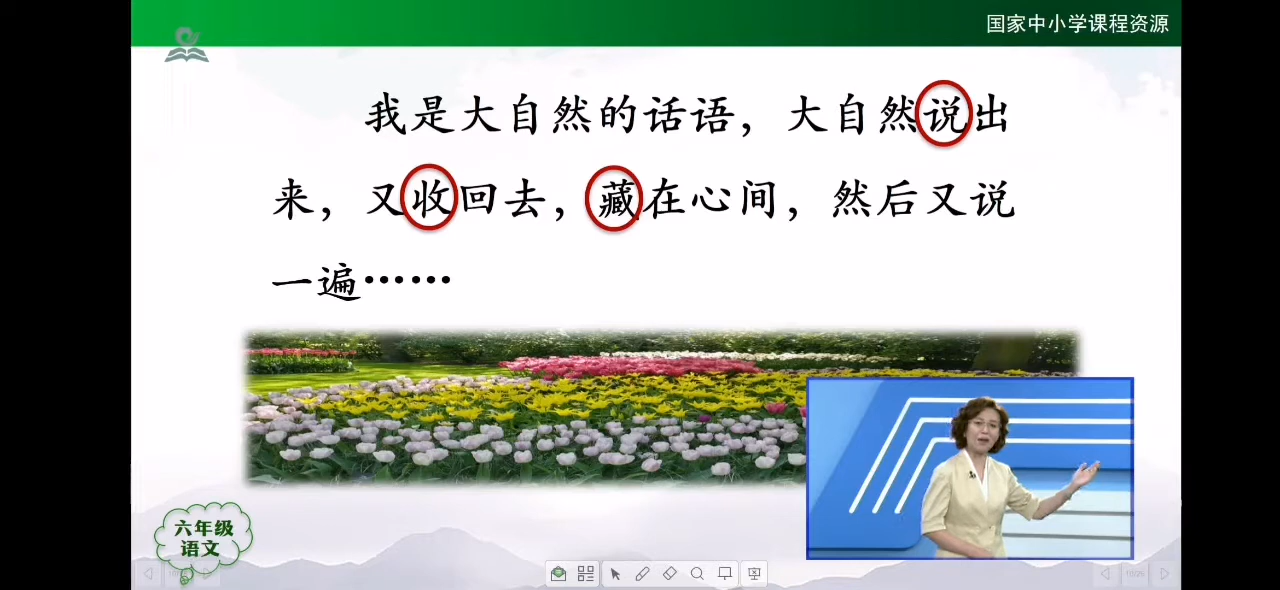 国家中小学课程资源
我是大自然的话语，大自然说出
来，又收回去，藏在心间，然后又说
一遍……
六年级
语文